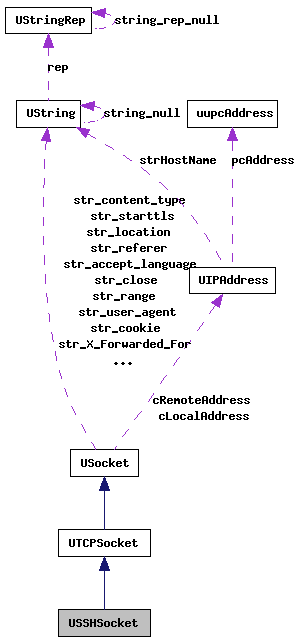 UStringRep
string_rep_null
rep
UString
string_null
uupcAddress
strHostName
pcAddress
str_content_type
str_starttls
str_location
str_referer
str_accept_language
str_close
str_range
str_user_agent
str_cookie
str_X_Forwarded_For
...
UIPAddress
cRemoteAddress
cLocalAddress
USocket
UTCPSocket
USSHSocket